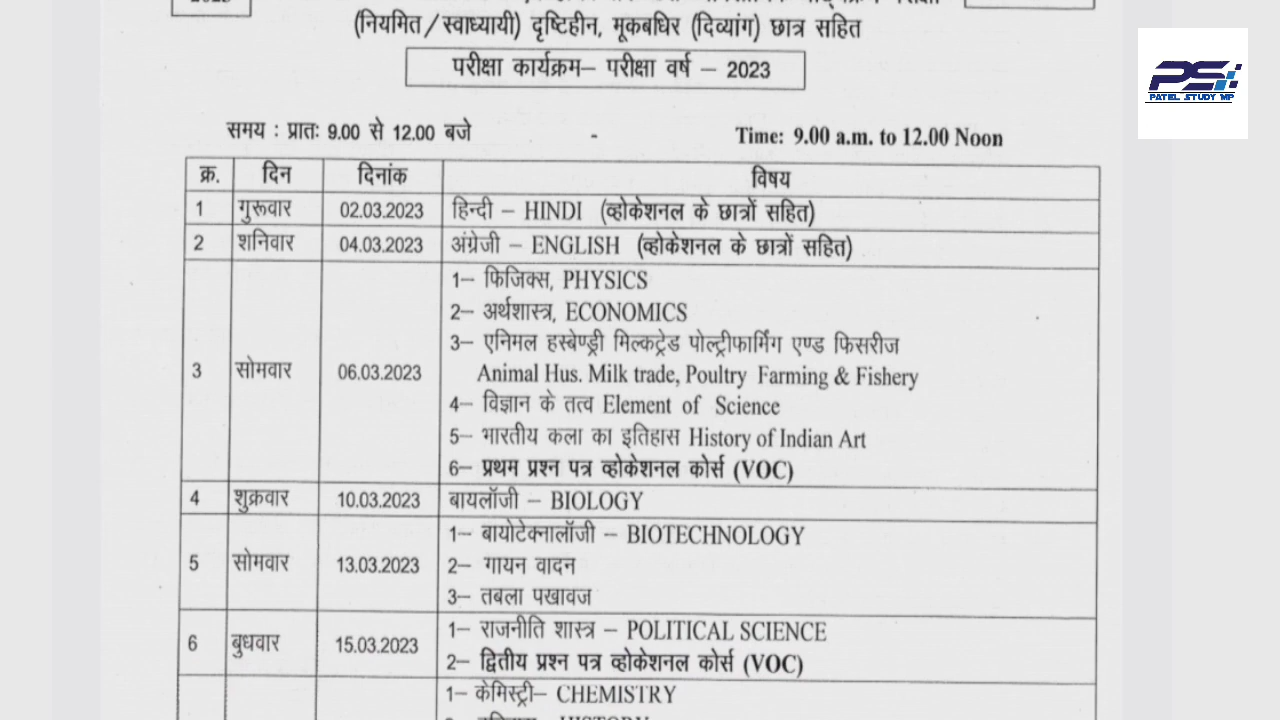 (नियमित/स्वाध्यायी) दृष्टिहीन, मूकबधिर (दिव्यांग) छात्र सहित
परीक्षा कार्यक्रम– परीक्षा वर्ष – 2023
PATEL STUDY MP
समय : प्रातः 9.00 से 12.00 बजे - Time: 9.00 a.m. to 12.00 Noon
क्र. दिन दिनांक विषय
1 गुरूवार 02.03.2023 हिन्दी – HINDI (व्होकेशनल के छात्रों सहित)
2 शनिवार 04.03.2023 अंग्रेजी – ENGLISH (व्होकेशनल के छात्रों सहित)
3 सोमवार 06.03.2023
1– फिजिक्स, PHYSICS
2– अर्थशास्त्र, ECONOMICS
3– एनिमल हस्बेण्ड्री मिल्कट्रेड पोल्ट्रीफार्मिंग एण्ड फिसरीज
Animal Hus. Milk trade, Poultry Farming & Fishery
4– विज्ञान के तत्व Element of Science
5– भारतीय कला का इतिहास History of Indian Art
6– प्रथम प्रश्न पत्र व्होकेशनल कोर्स (VOC)
4 शुक्रवार 10.03.2023 बायलॉजी – BIOLOGY
5 सोमवार 13.03.2023
1– बायोटेक्नालॉजी – BIOTECHNOLOGY
2– गायन वादन
3– तबला पखावज
6 बुधवार 15.03.2023
1– राजनीति शास्त्र – POLITICAL SCIENCE
2– द्वितीय प्रश्न पत्र व्होकेशनल कोर्स (VOC)
1– केमिस्ट्री– CHEMISTRY